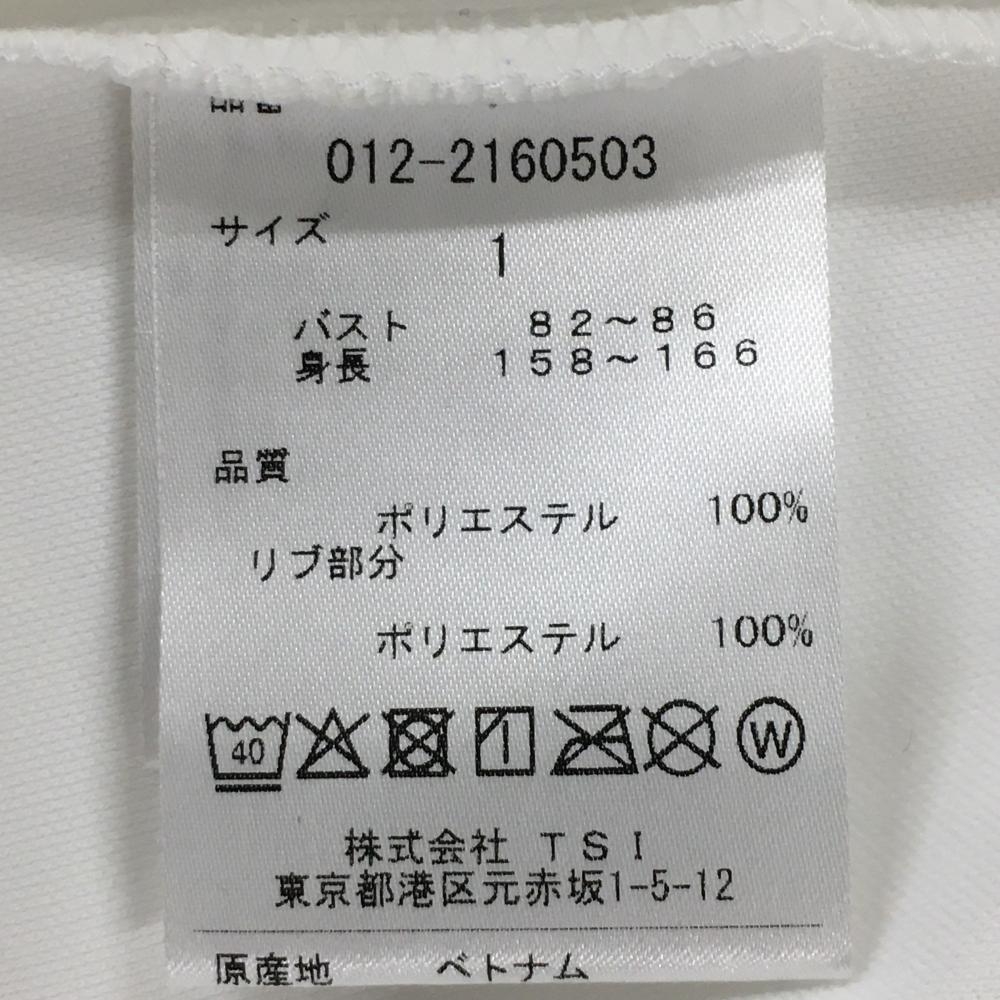 品番
012-2160503
サイズ 1
バスト 82～86
身長 158～166
品質
ポリエステル 100%
リブ部分
ポリエステル 100%
40 W
株式会社 TSI
東京都港区元赤坂1-5-12
原産地 ベトナム